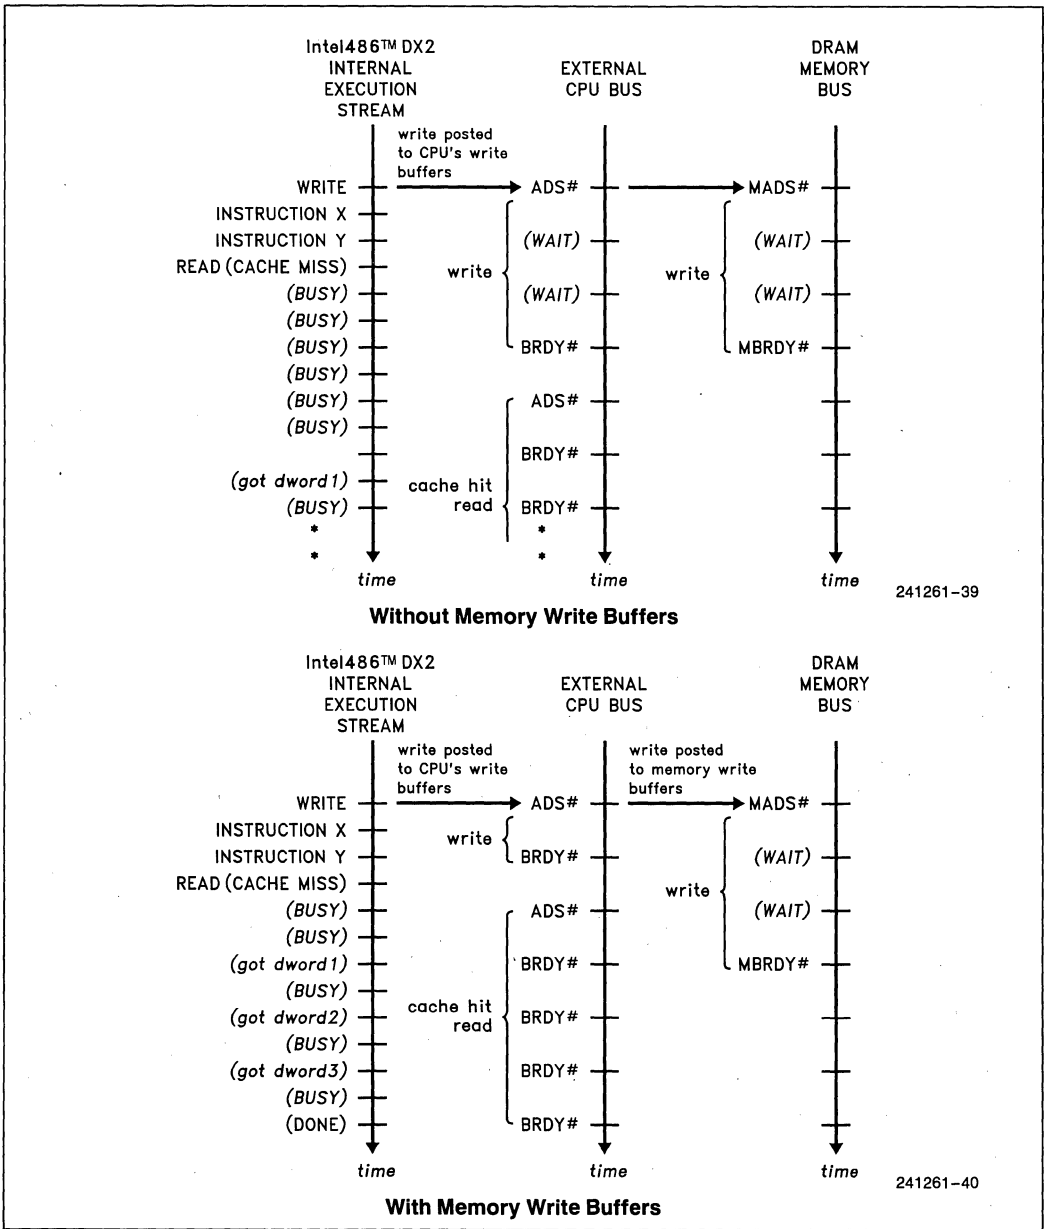 Intel486™ DX2
INTERNAL
EXECUTION
STREAM
EXTERNAL
CPU BUS
DRAM
MEMORY
BUS
write posted
to CPU's write
buffers
WRITE
ADS#
MADS#
INSTRUCTION X
INSTRUCTION Y
(WAIT)
(WAIT)
READ (CACHE MISS)
write
write
(BUSY)
(WAIT)
(WAIT)
(BUSY)
(BUSY)
BRDY#
MBRDY#
(BUSY)
(BUSY)
ADS#
(BUSY)
BRDY#
(got dword1)
cache hit
read
(BUSY)
BRDY#
* *
* *
time
time
time
241261-39
Without Memory Write Buffers
Intel486™ DX2
INTERNAL
EXECUTION
STREAM
EXTERNAL
CPU BUS
DRAM
MEMORY
BUS
write posted
to CPU's write
buffers
write posted
to memory write
buffers
WRITE
ADS#
MADS#
INSTRUCTION X
write
INSTRUCTION Y
BRDY#
(WAIT)
READ (CACHE MISS)
write
(BUSY)
ADS#
(WAIT)
(BUSY)
(got dword1)
BRDY#
MBRDY#
(BUSY)
cache hit
read
(got dword2)
BRDY#
(BUSY)
(got dword3)
BRDY#
(BUSY)
(DONE)
BRDY#
time
time
time
241261-40
With Memory Write Buffers